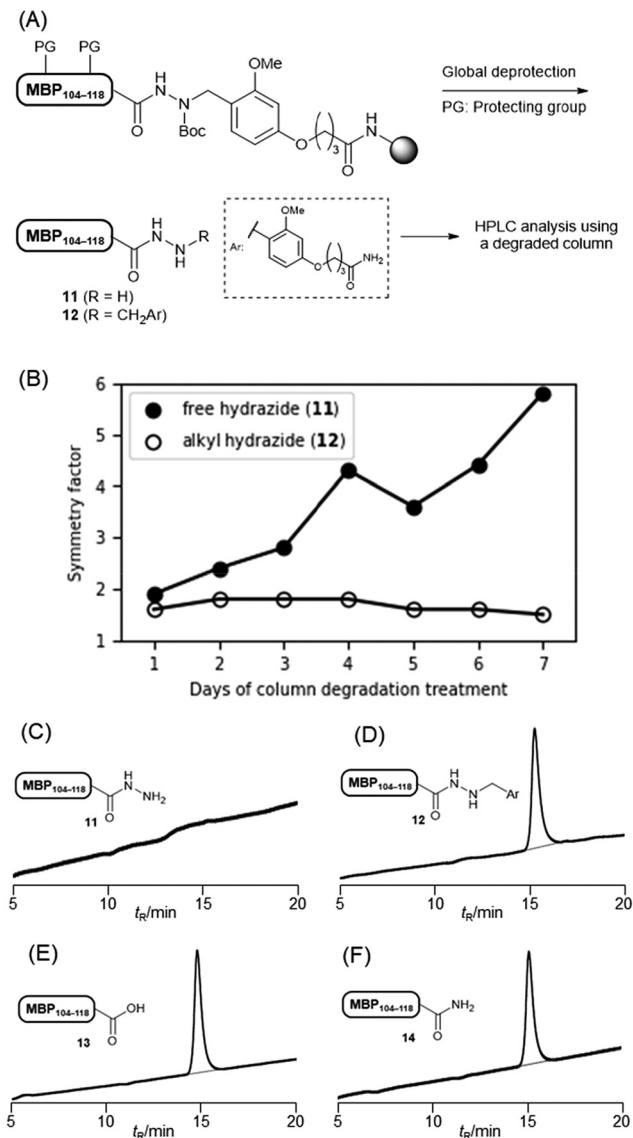 (A)
PG PG
MBP104–118
H
N
N
O
Boc
OMe
O
( )3
O
H
N
Global deprotection
PG: Protecting group
MBP104–118
O
H
N
N
H
R
11 (R = H)
12 (R = CH2Ar)
Ar:
OMe
O
( )3
O
NH2
HPLC analysis using
a degraded column
(B)
6
5
4
3
2
1
Symmetry factor
free hydrazide (11)
alkyl hydrazide (12)
1 2 3 4 5 6 7
Days of column degradation treatment
(C)
MBP104–118
H
N
NH2
O
11
5 10 15 20
tR/min
(D)
MBP104–118
H
N
N
H
Ar
O
12
5 10 15 20
tR/min
(E)
MBP104–118
OH
O
13
5 10 15 20
tR/min
(F)
MBP104–118
NH2
O
14
5 10 15 20
tR/min